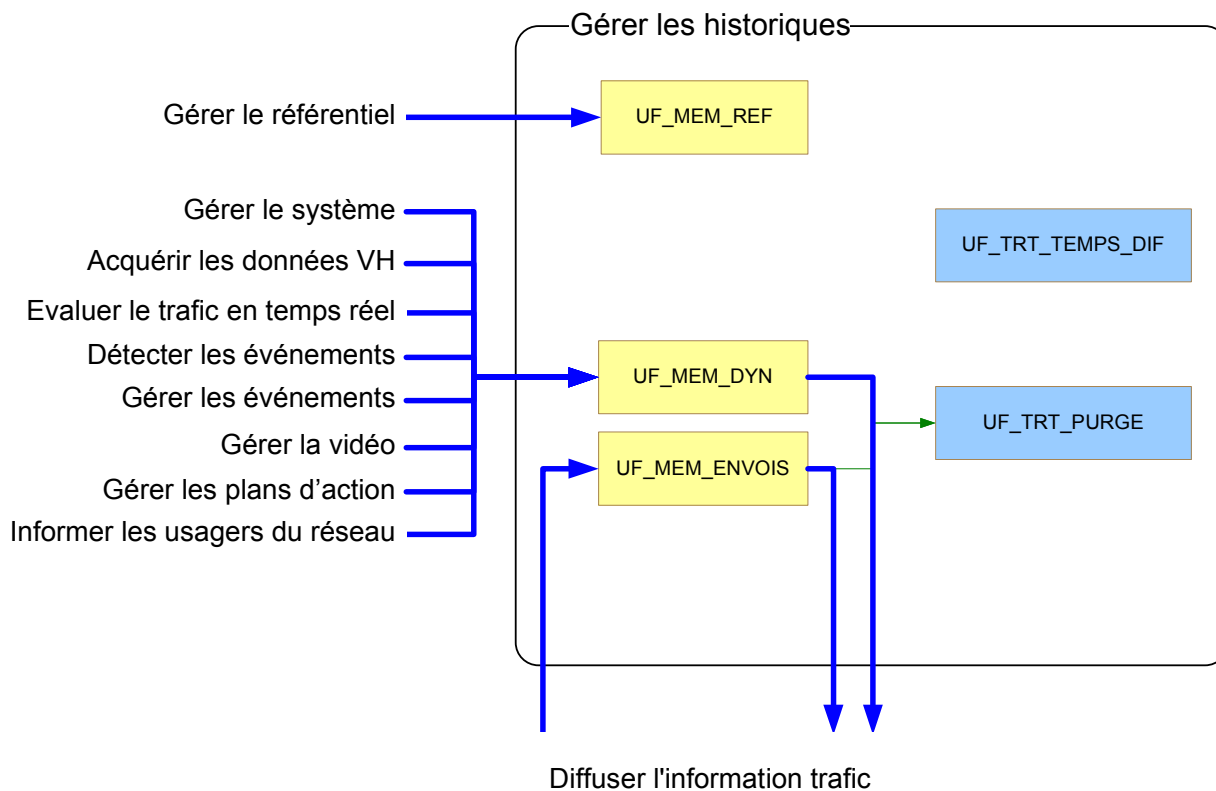 Gérer les historiques
Gérer le référentiel
UF_MEM_REF
Gérer le système
Acquérir les données VH
UF_TRT_TEMPS_DIF
Evaluer le trafic en temps réel
Détecter les événements
UF_MEM_DYN
Gérer les événements
UF_TRT_PURGE
Gérer la vidéo
UF_MEM_ENVOIS
Gérer les plans d’action
Informer les usagers du réseau
Diffuser l'information trafic